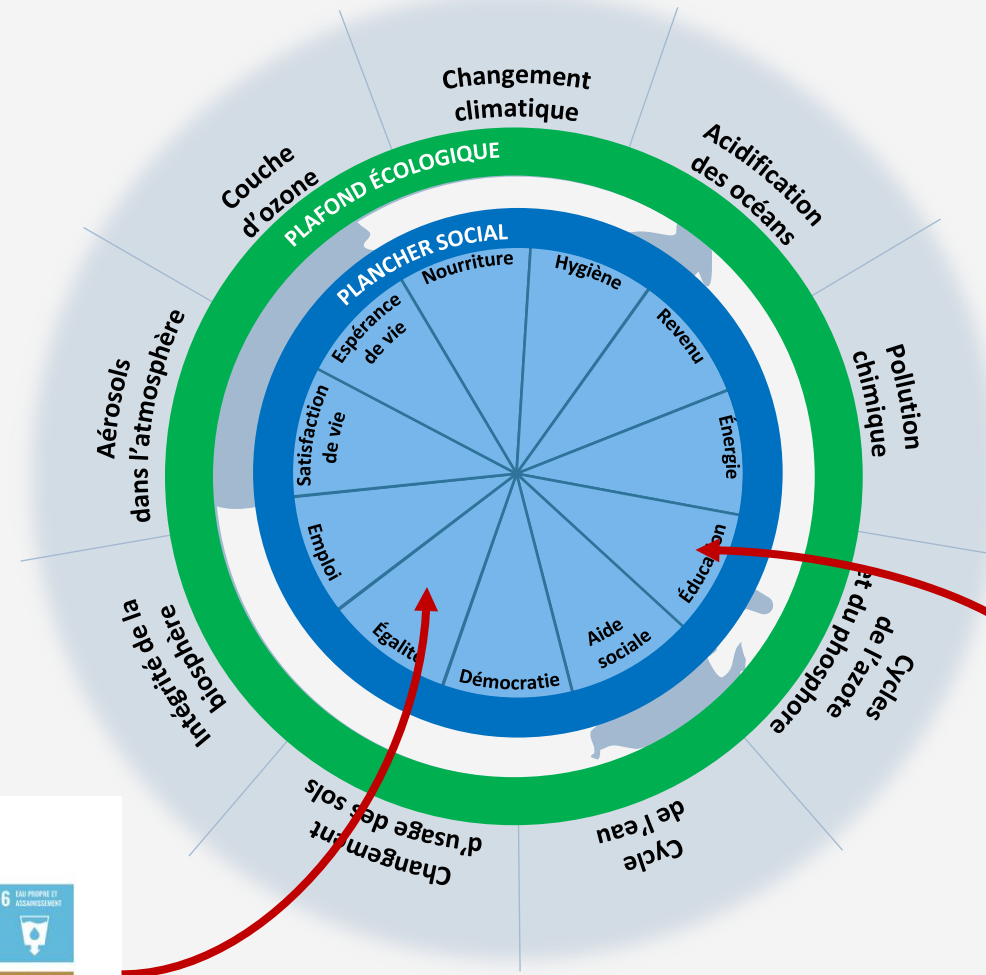 Changement
climatique
Acidification
des océans
Pollution
chimique
Cycles
de l'azote
et du phosphore
Cycle
de l'eau
Changement
d'usage des sols
Intégrité de la
biosphère
Aérosols
dans l'atmosphère
Couche
d'ozone
PLAFOND ÉCOLOGIQUE
PLANCHER SOCIAL
Nourriture
Hygiène
Revenu
Énergie
Éducation
Aide
sociale
Démocratie
Égalité
Emploi
Satisfaction
de vie
Espérance
de vie
6 EAU PROPRE ET
ASSAINISSEMENT